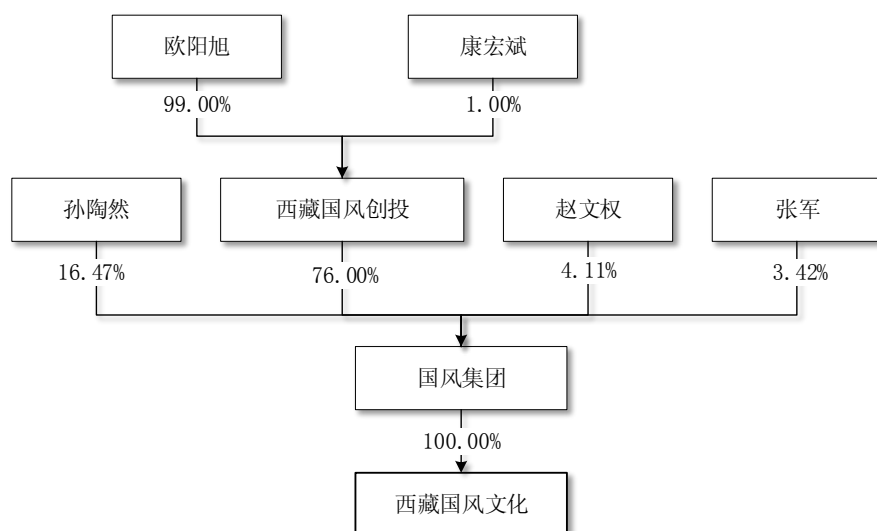 欧阳旭
康宏斌
99.00%
1.00%
孙陶然
西藏国风创投
赵文权
张军
16.47%
76.00%
4.11%
3.42%
国风集团
100.00%
西藏国风文化